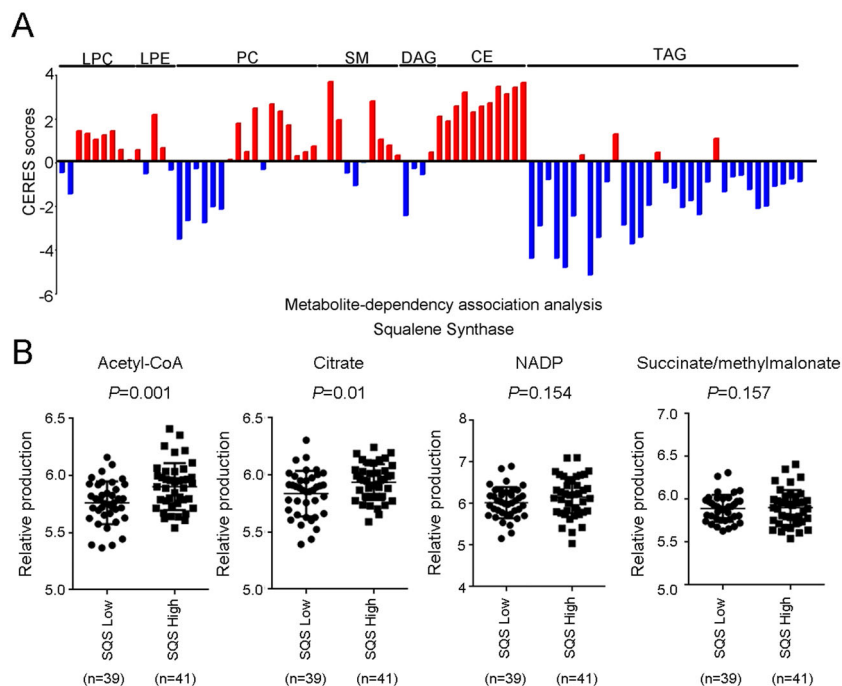 A
LPC LPE PC SM DAG CE TAG
4
2
0
-2
-4
-6
CERES socres
Metabolite-dependency association analysis
Squalene Synthase
B
Acetyl-CoA Citrate NADP Succinate/methylmalonate
P=0.001 P=0.01 P=0.154 P=0.157
6.5 6.5 8 7.0
7 6.5
6.0 6.0 6 6.0
5.5 5.5 5 5.5
5.0 5.0 4 5.0
Relative production Relative production Relative production Relative production
SQS Low SQS High SQS Low SQS High SQS Low SQS High SQS Low SQS High
(n=39) (n=41) (n=39) (n=41) (n=39) (n=41) (n=39) (n=41)